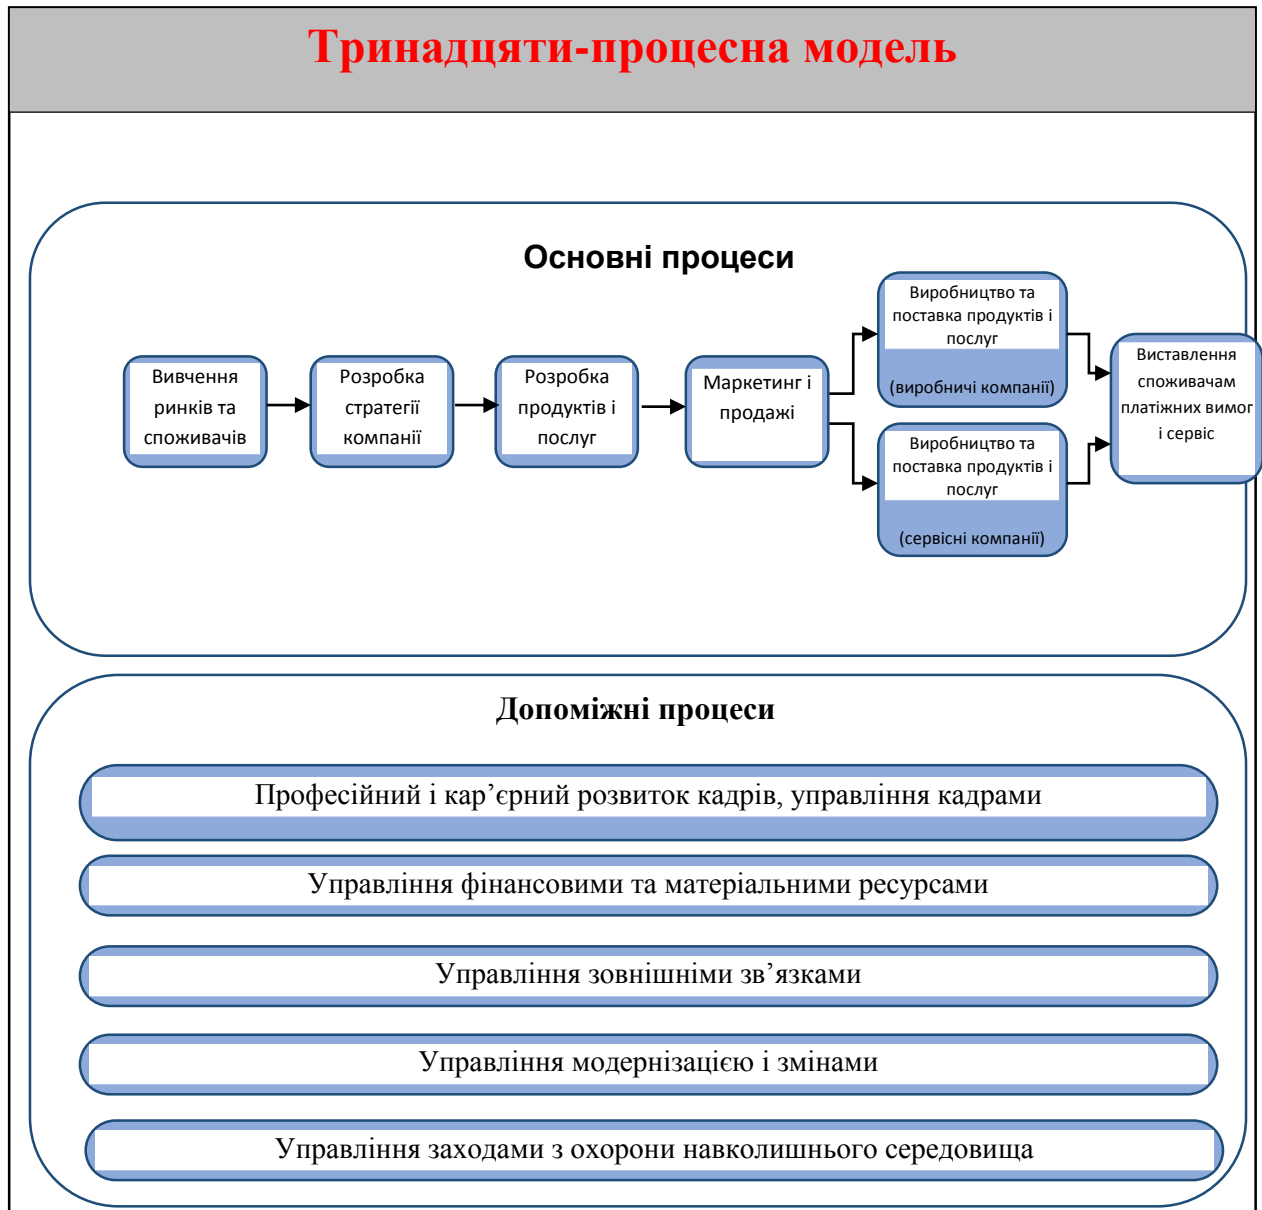 Тринадцяти-процесна модель
Основні процеси
Вивчення
ринків та
споживачів
Розробка
стратегії
компанії
Розробка
продуктів і
послуг
Маркетинг і
продажі
Виробництво та
поставка продуктів і
послуг
(виробничі компанії)
Виробництво та
поставка продуктів і
послуг
(сервісні компанії)
Виставлення
споживачам
платіжних вимог
і сервіс
Допоміжні процеси
Професійний і кар’єрний розвиток кадрів, управління кадрами
Управління фінансовими та матеріальними ресурсами
Управління зовнішніми зв’язками
Управління модернізацією і змінами
Управління заходами з охорони навколишнього середовища